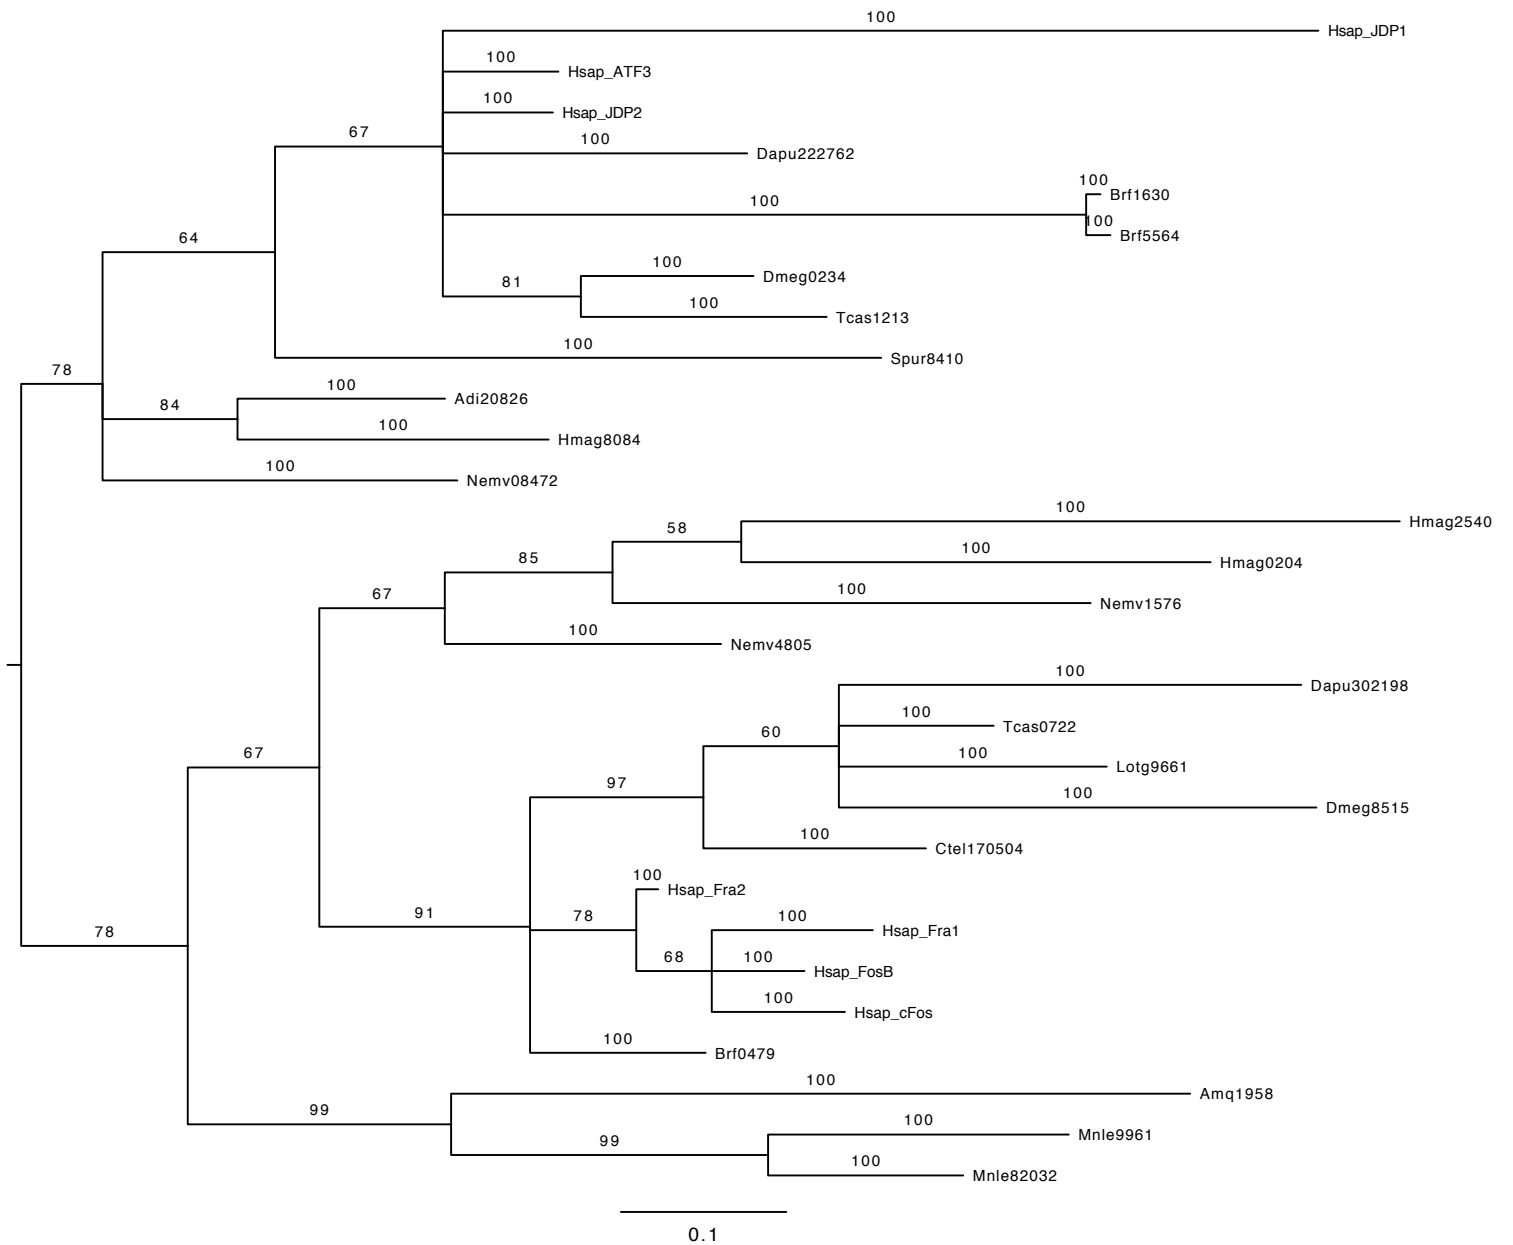 100
Hsap_JDP1
100
Hsap_ATF3
100
Hsap_JDP2
67
100
Dapu222762
100
Brf1630
100
100
Brf5564
64
100
Dmeg0234
81
100
Tcas1213
100
Spur8410
78
100
Adi20826
84
100
Hmag8084
100
Nemv08472
100
Hmag2540
58
100
Hmag0204
85
100
Nemv1576
67
100
Nemv4805
100
Dapu302198
100
Tcas0722
60
100
Lotg9661
67
97
100
Dmeg8515
100
Ctel170504
100
Hsap_Fra2
91
78
100
Hsap_Fra1
78
68
100
Hsap_FosB
100
Hsap_cFos
100
Brf0479
100
Amq1958
99
100
Mnle9961
99
100
Mnle82032
0.1